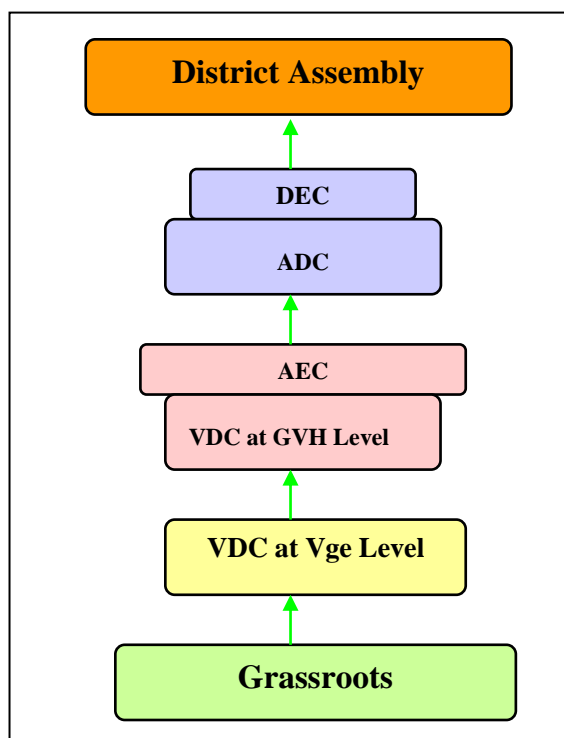 District Assembly
DEC
ADC
AEC
VDC at GVH Level
VDC at Vge Level
Grassroots